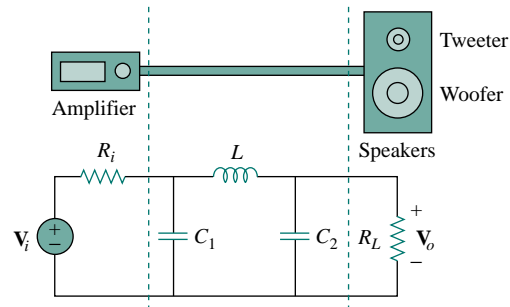 Tweeter
Woofer
Amplifier
Speakers
R_i
L
+
−
V_i
C_1
C_2
R_L
+
V_o
−